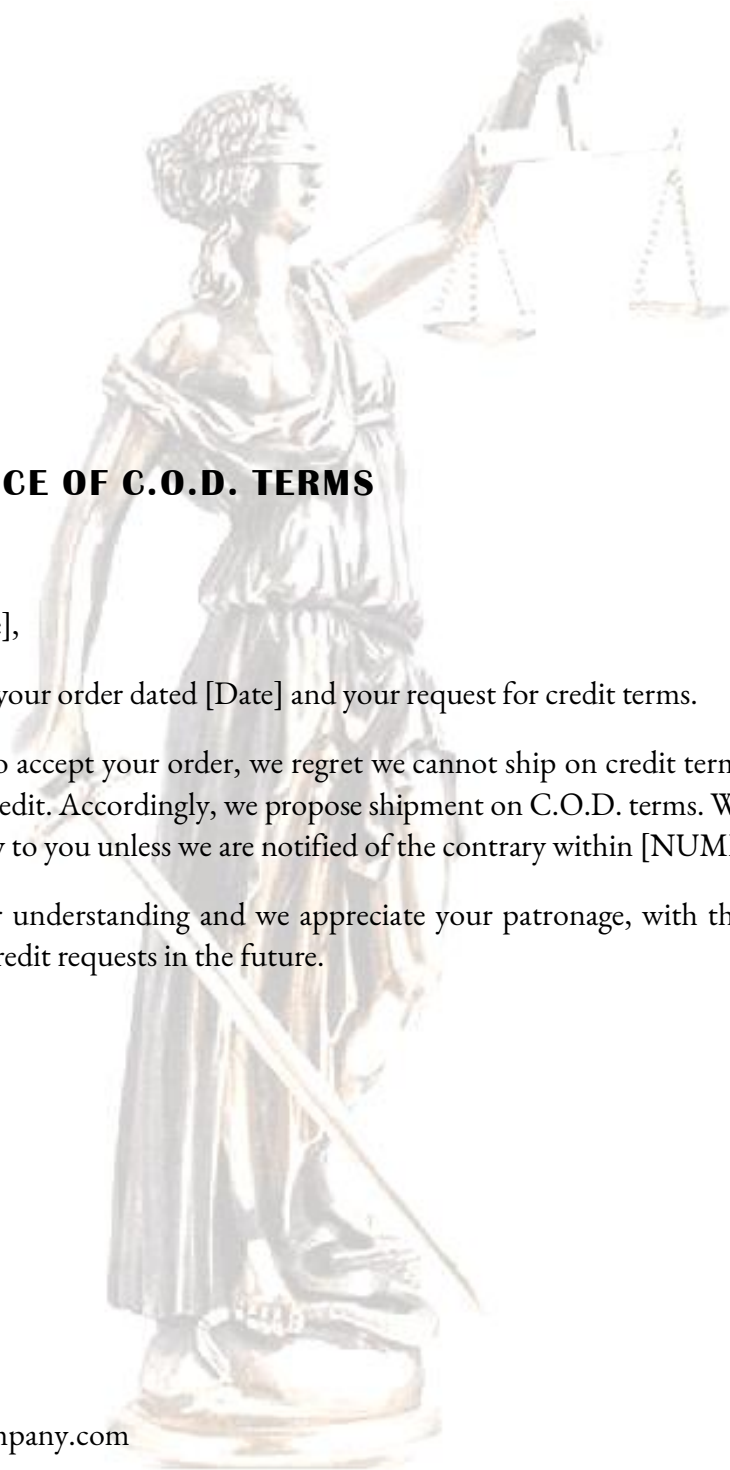 CE OF C.O.D. TERMS
],
your order dated [Date] and your request for credit terms.
o accept your order, we regret we cannot ship on credit term
edit. Accordingly, we propose shipment on C.O.D. terms. W
y to you unless we are notified of the contrary within [NUM
r understanding and we appreciate your patronage, with th
redit requests in the future.
mpany.com